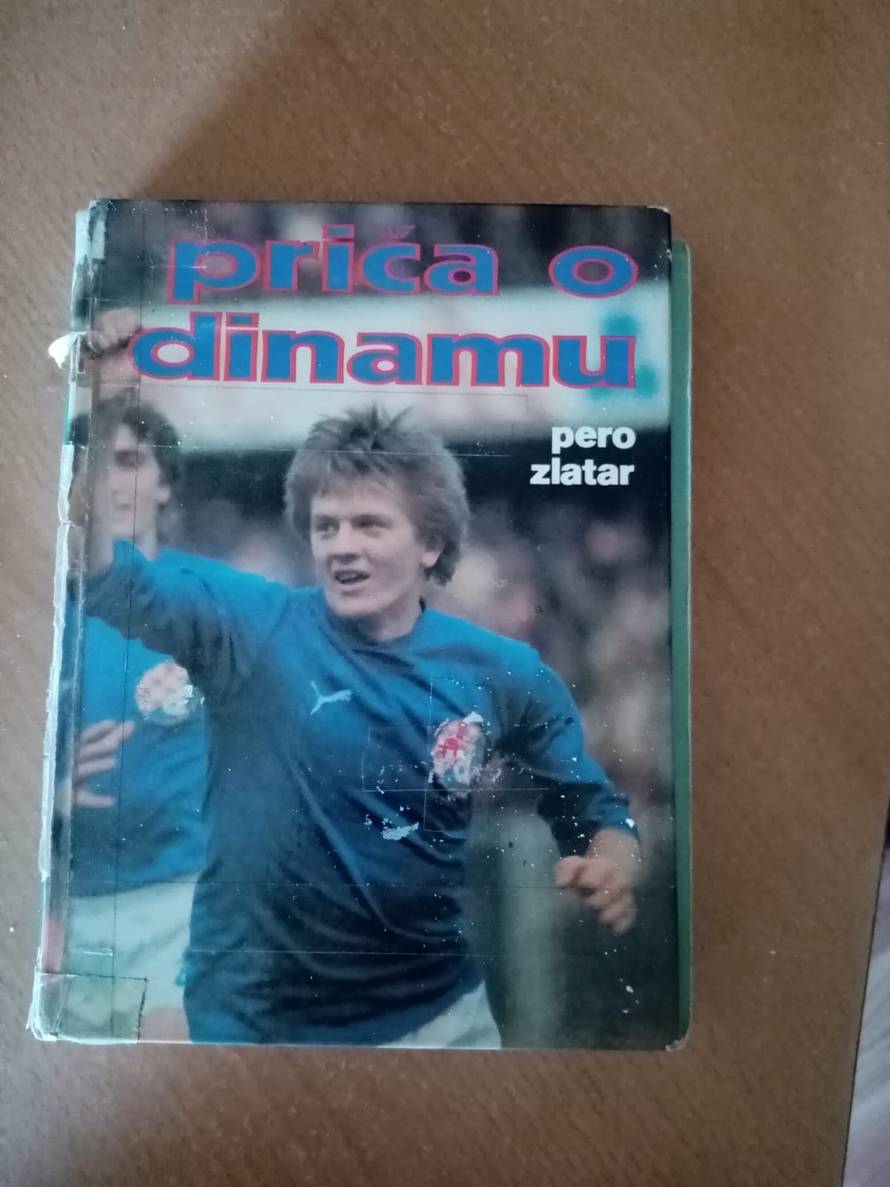 priča o
dinamu
pero
zlatar